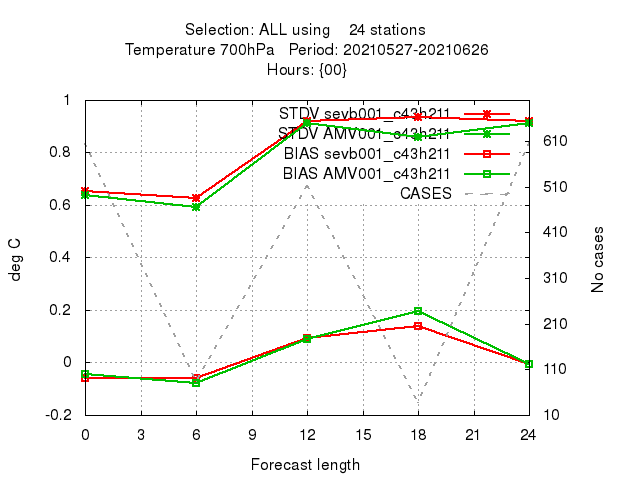 Selection: ALL using    24 stations
Temperature 700hPa   Period: 20210527-20210626
Hours: {00}
1
0.8
0.6
0.4
0.2
0
-0.2
deg C
STDV sevb001_c43h211
STDV AMV001_c43h211
BIAS sevb001_c43h211
BIAS AMV001_c43h211
CASES
610
510
410
310
210
110
10
No cases
0 3 6 9 12 15 18 21 24
Forecast length